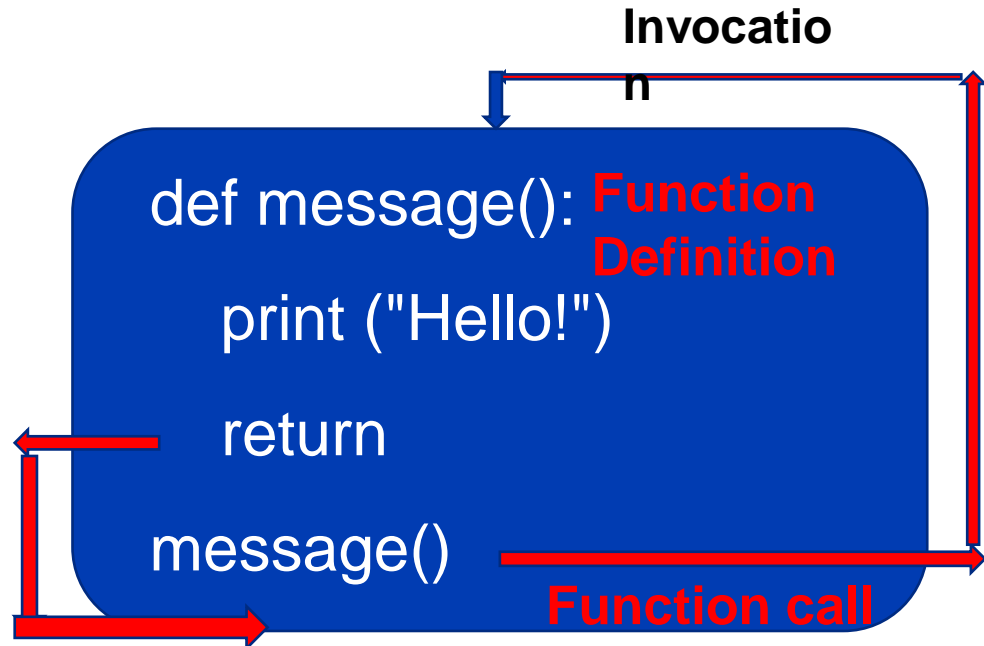 Invocatio
n
def message(): Function
Definition
print ("Hello!")
return
message()
Function call